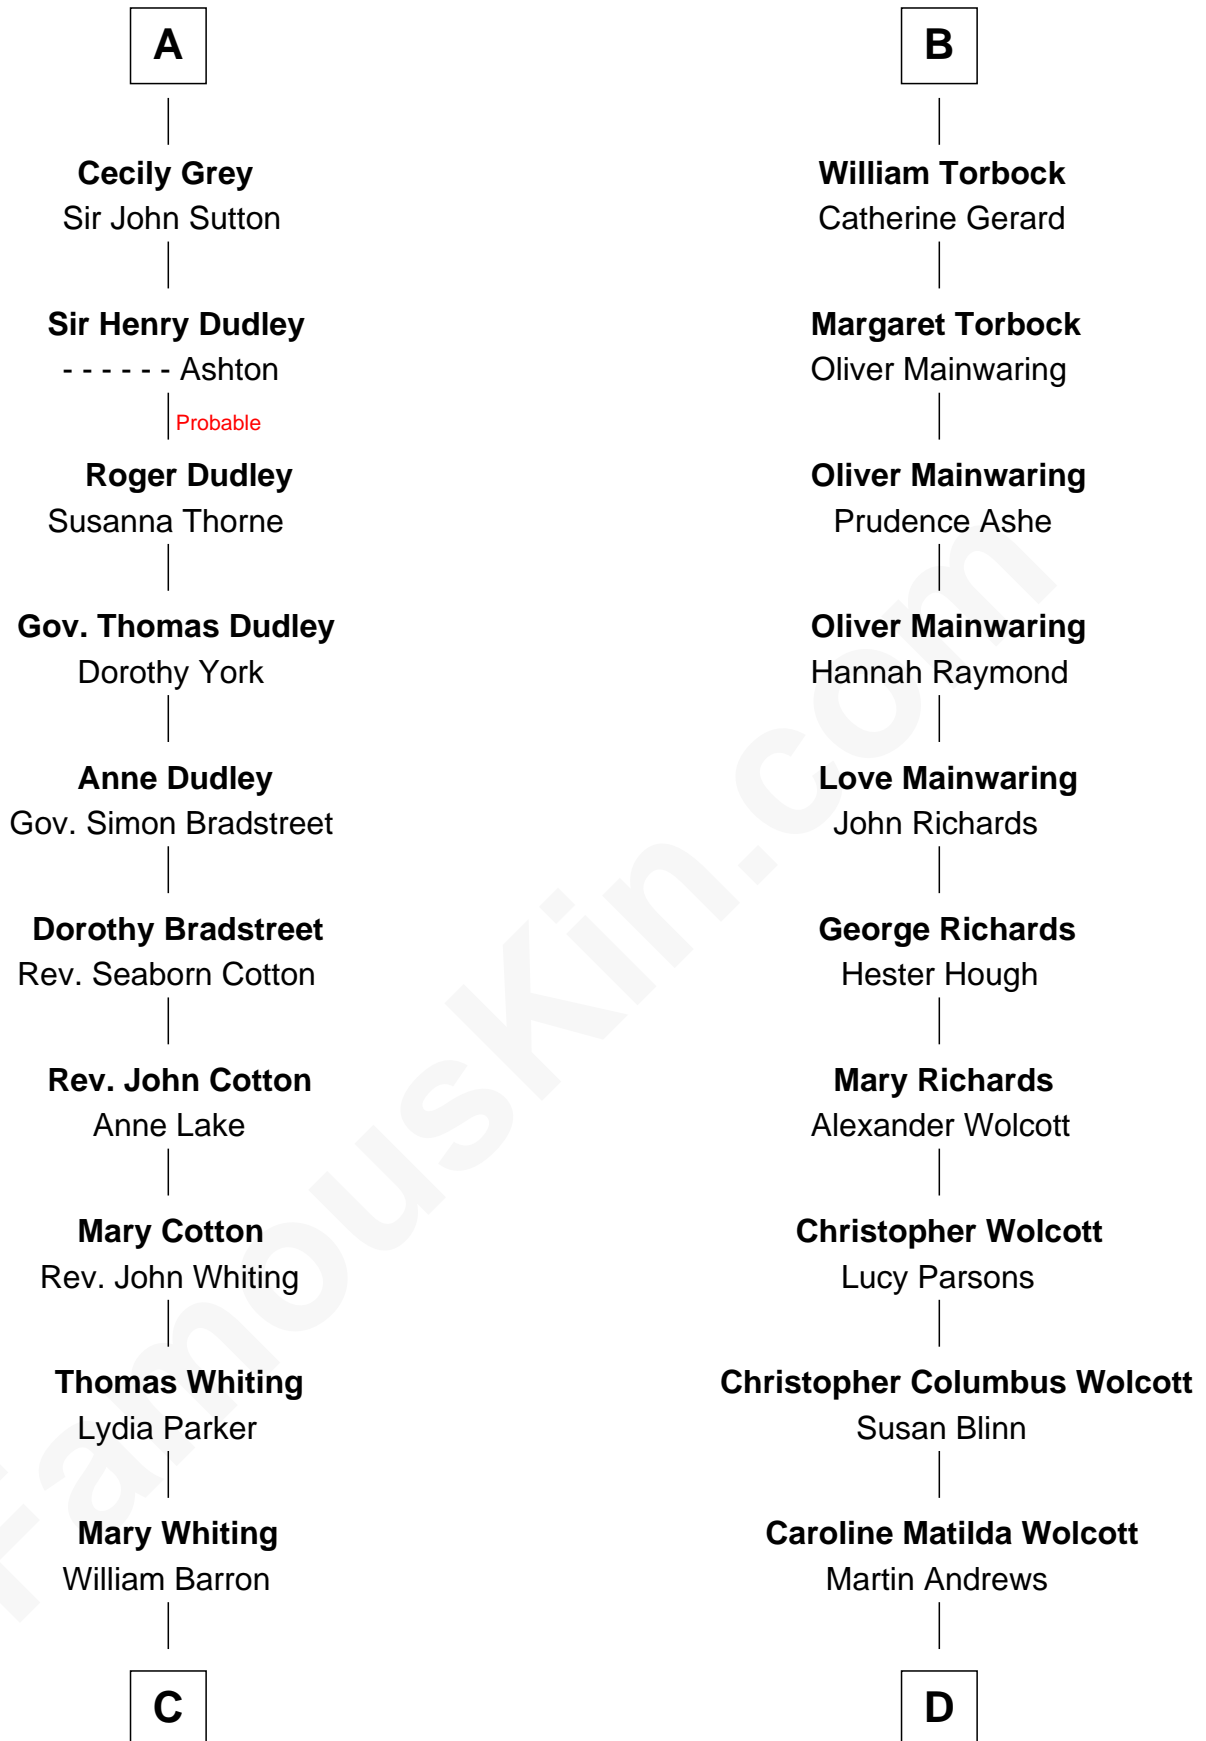 A
Cecily Grey
Sir John Sutton
Sir Henry Dudley
- - - - - - Ashton
Probable
Roger Dudley
Susanna Thorne
Gov. Thomas Dudley
Dorothy York
Anne Dudley
Gov. Simon Bradstreet
Dorothy Bradstreet
Rev. Seaborn Cotton
Rev. John Cotton
Anne Lake
Mary Cotton
Rev. John Whiting
Thomas Whiting
Lydia Parker
Mary Whiting
William Barron
C
B
William Torbock
Catherine Gerard
Margaret Torbock
Oliver Mainwaring
Oliver Mainwaring
Prudence Ashe
Oliver Mainwaring
Hannah Raymond
Love Mainwaring
John Richards
George Richards
Hester Hough
Mary Richards
Alexander Wolcott
Christopher Wolcott
Lucy Parsons
Christopher Columbus Wolcott
Susan Blinn
Caroline Matilda Wolcott
Martin Andrews
D
FamousKin.com